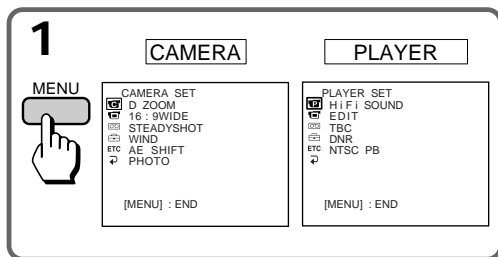 1
CAMERA
PLAYER
MENU
CAMERA SET
C D ZOOM
16:9WIDE
STEADYSHOT
WIND
ETC AE SHIFT
PHOTO
[MENU] : END
PLAYER SET
P HiFi SOUND
EDIT
TBC
DNR
ETC NTSC PB
[MENU] : END